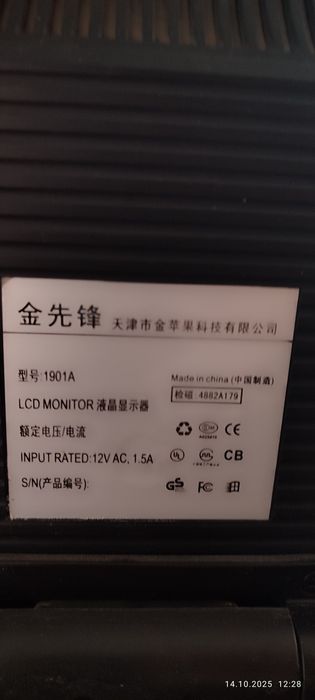 金先锋 天津市金苹果科技有限公司
型号:1901A
Made in china (中国制造)
检磁 4882A179
LCD MONITOR 液晶显示器
额定电压/电流
CE
INPUT RATED:12V AC, 1.5A
UL CB
S/N(产品编号):
GS FC
14.10.2025 12:28